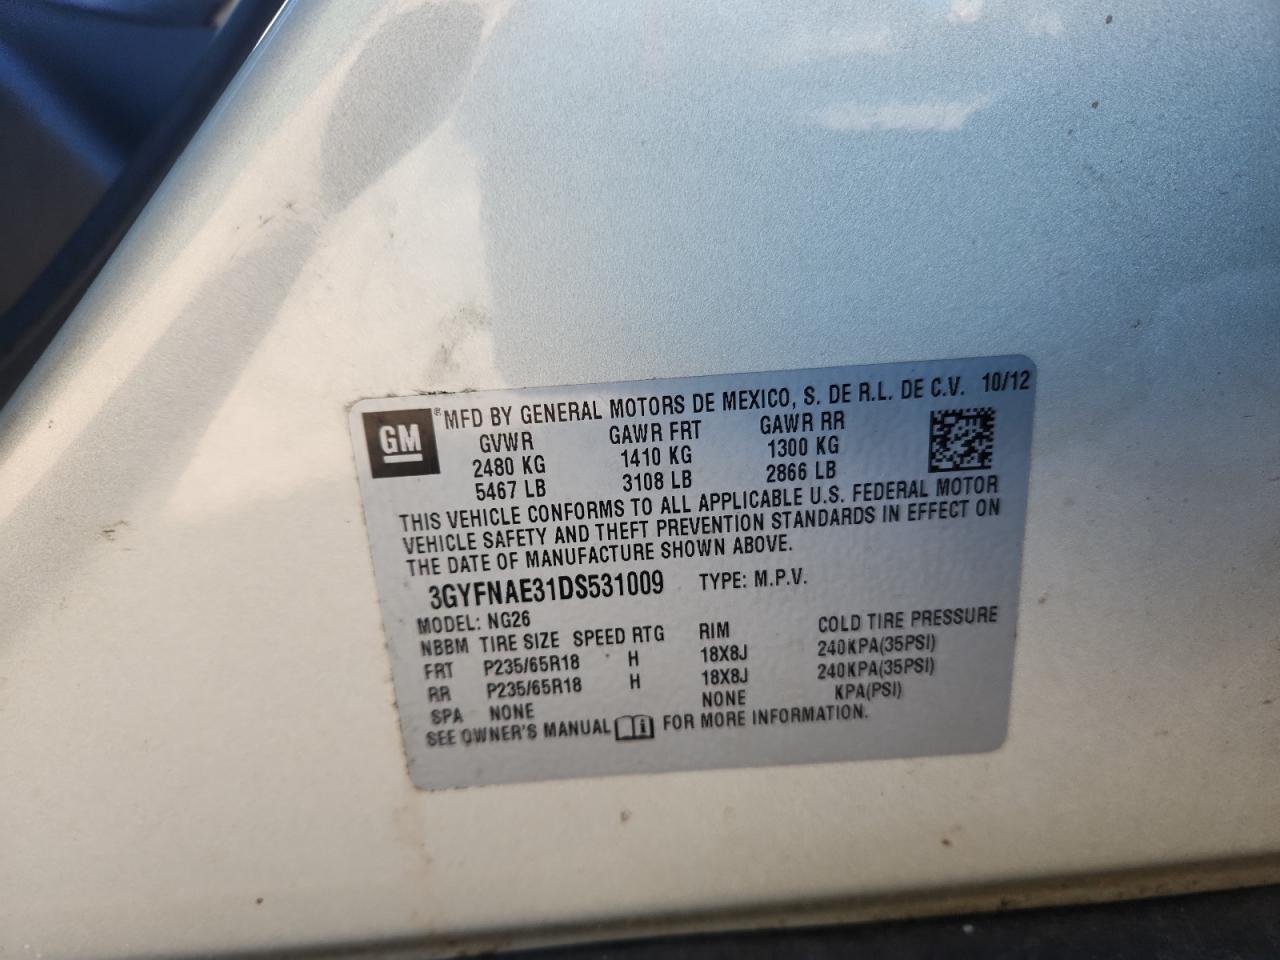 GM
® MFD BY GENERAL MOTORS DE MEXICO, S. DE R.L. DE C.V. 10/12
GVWR GAWR FRT GAWR RR
2480 KG 1410 KG 1300 KG
5467 LB 3108 LB 2866 LB
THIS VEHICLE CONFORMS TO ALL APPLICABLE U.S. FEDERAL MOTOR
VEHICLE SAFETY AND THEFT PREVENTION STANDARDS IN EFFECT ON
THE DATE OF MANUFACTURE SHOWN ABOVE.
3GYFNAE31DS531009 TYPE: M.P.V.
MODEL: NG26
NBBM TIRE SIZE SPEED RTG RIM COLD TIRE PRESSURE
FRT P235/65R18 H 18X8J 240KPA(35PSI)
RR P235/65R18 H 18X8J 240KPA(35PSI)
SPA NONE NONE KPA(PSI)
SEE OWNER'S MANUAL i FOR MORE INFORMATION.